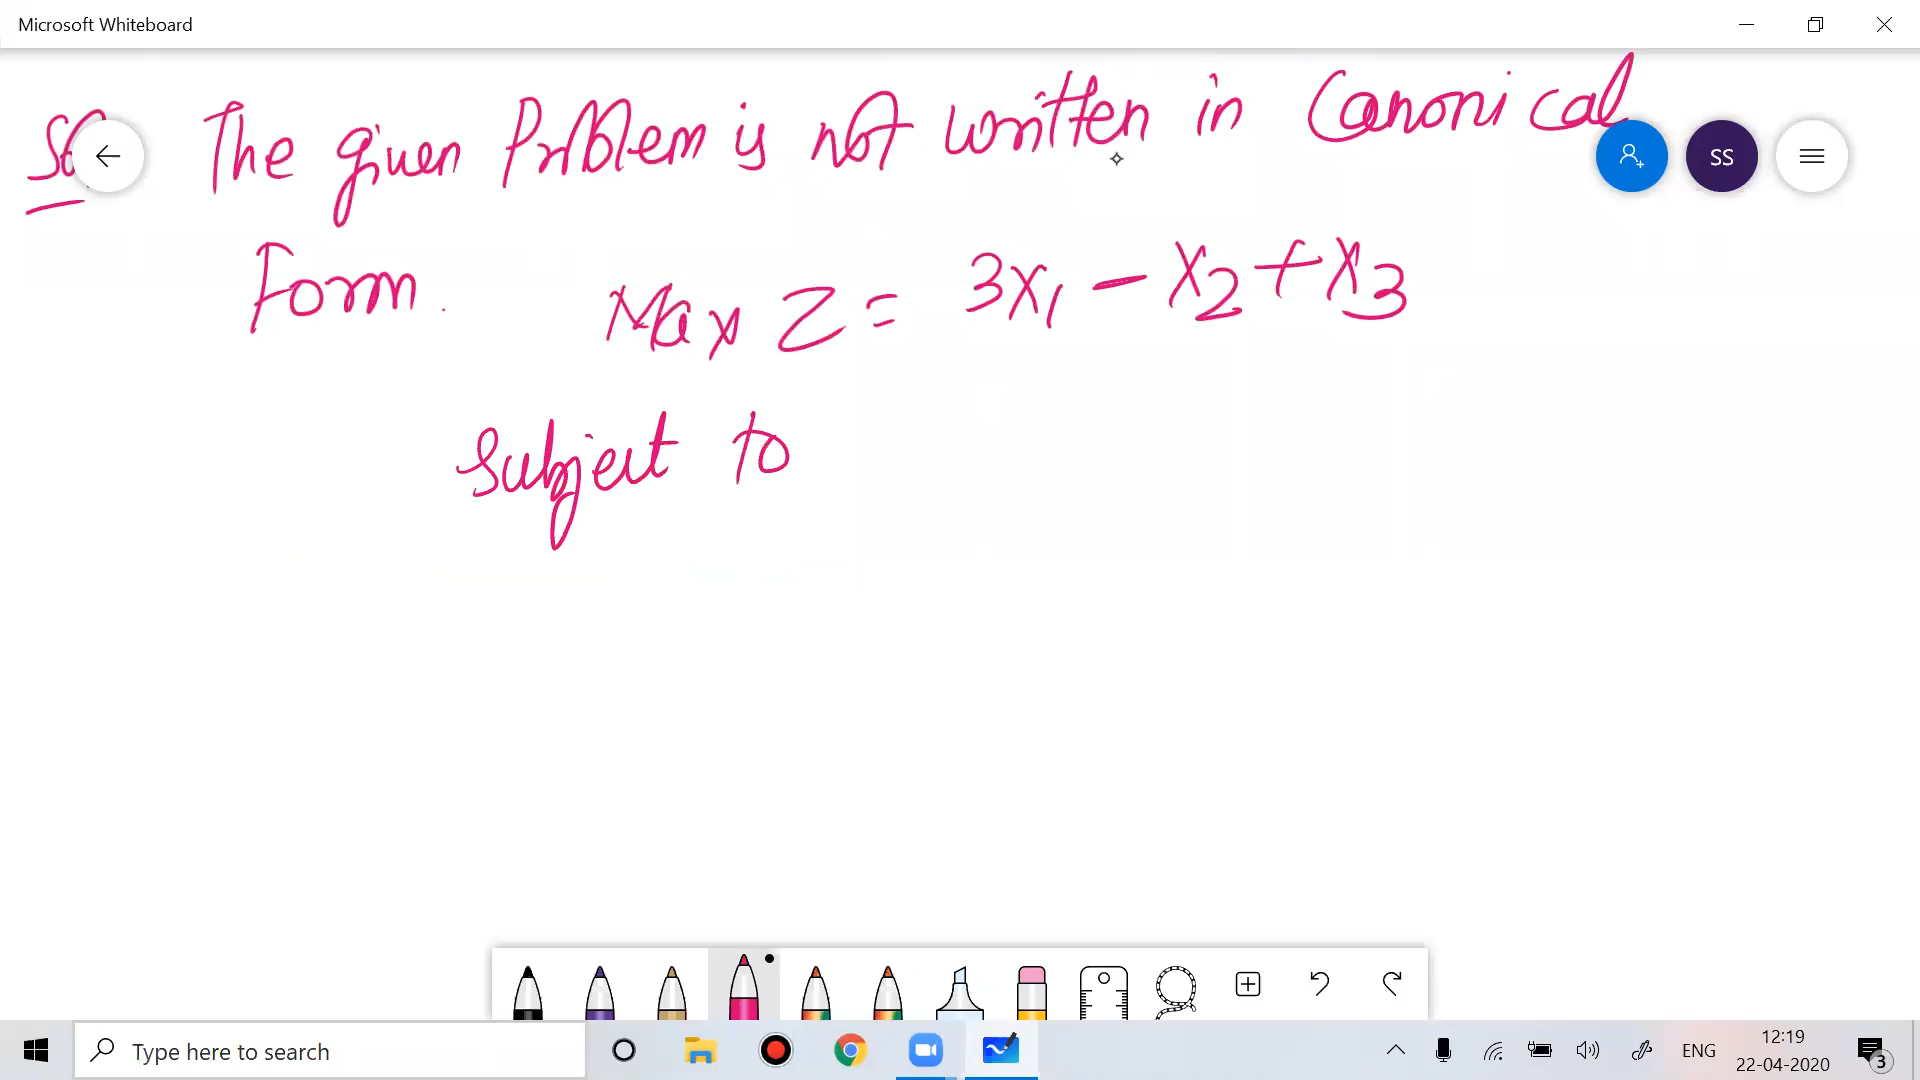 Microsoft Whiteboard
The given Problem is not written in Canonical
SS
Form. Max Z = 3x₁ - x₂ + x₃
Subject to
Type here to search
ENG
12:19
22-04-2020
3